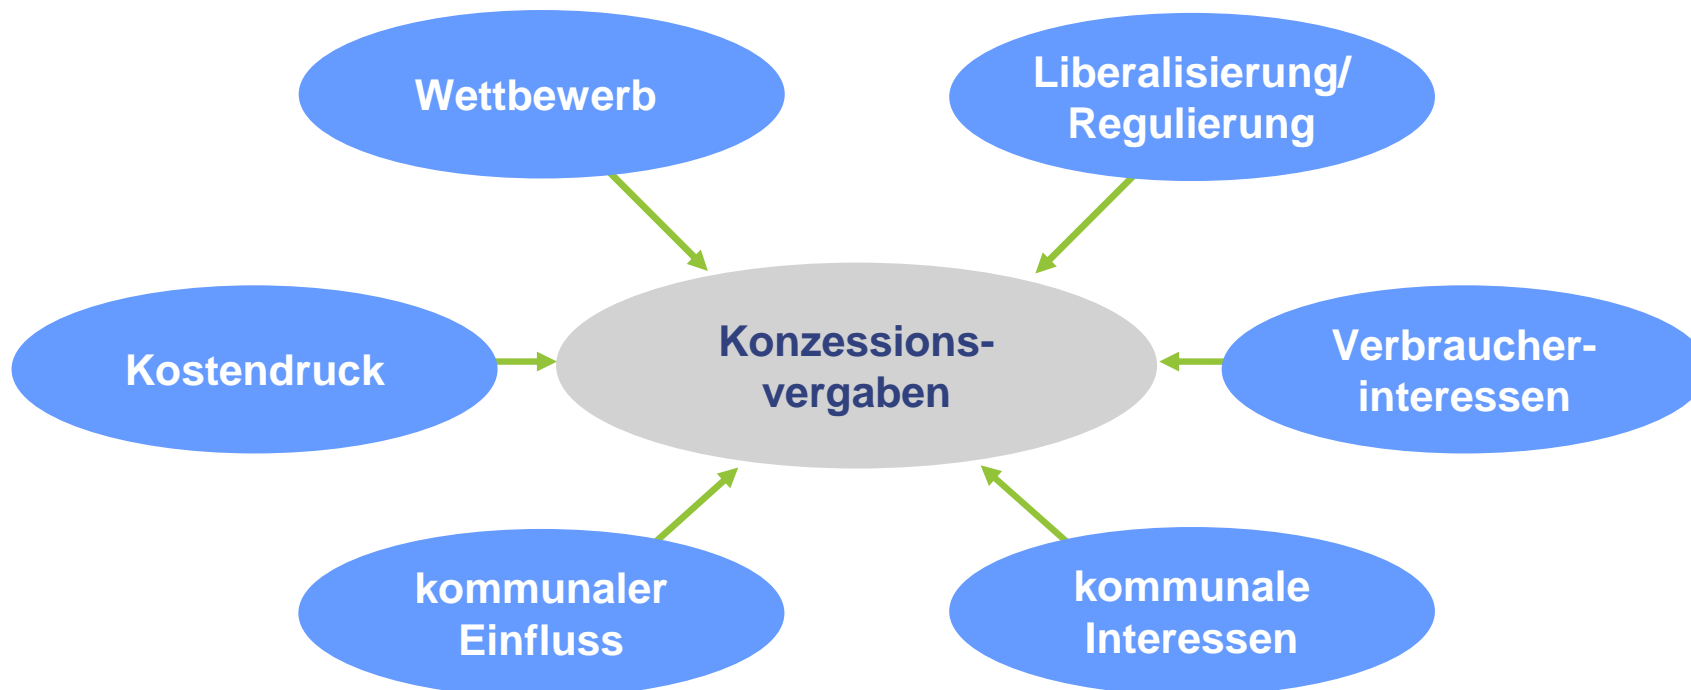 Wettbewerb
Liberalisierung/
Regulierung
Kostendruck
Konzessions-
vergaben
Verbraucher-
interessen
kommunaler
Einfluss
kommunale
Interessen